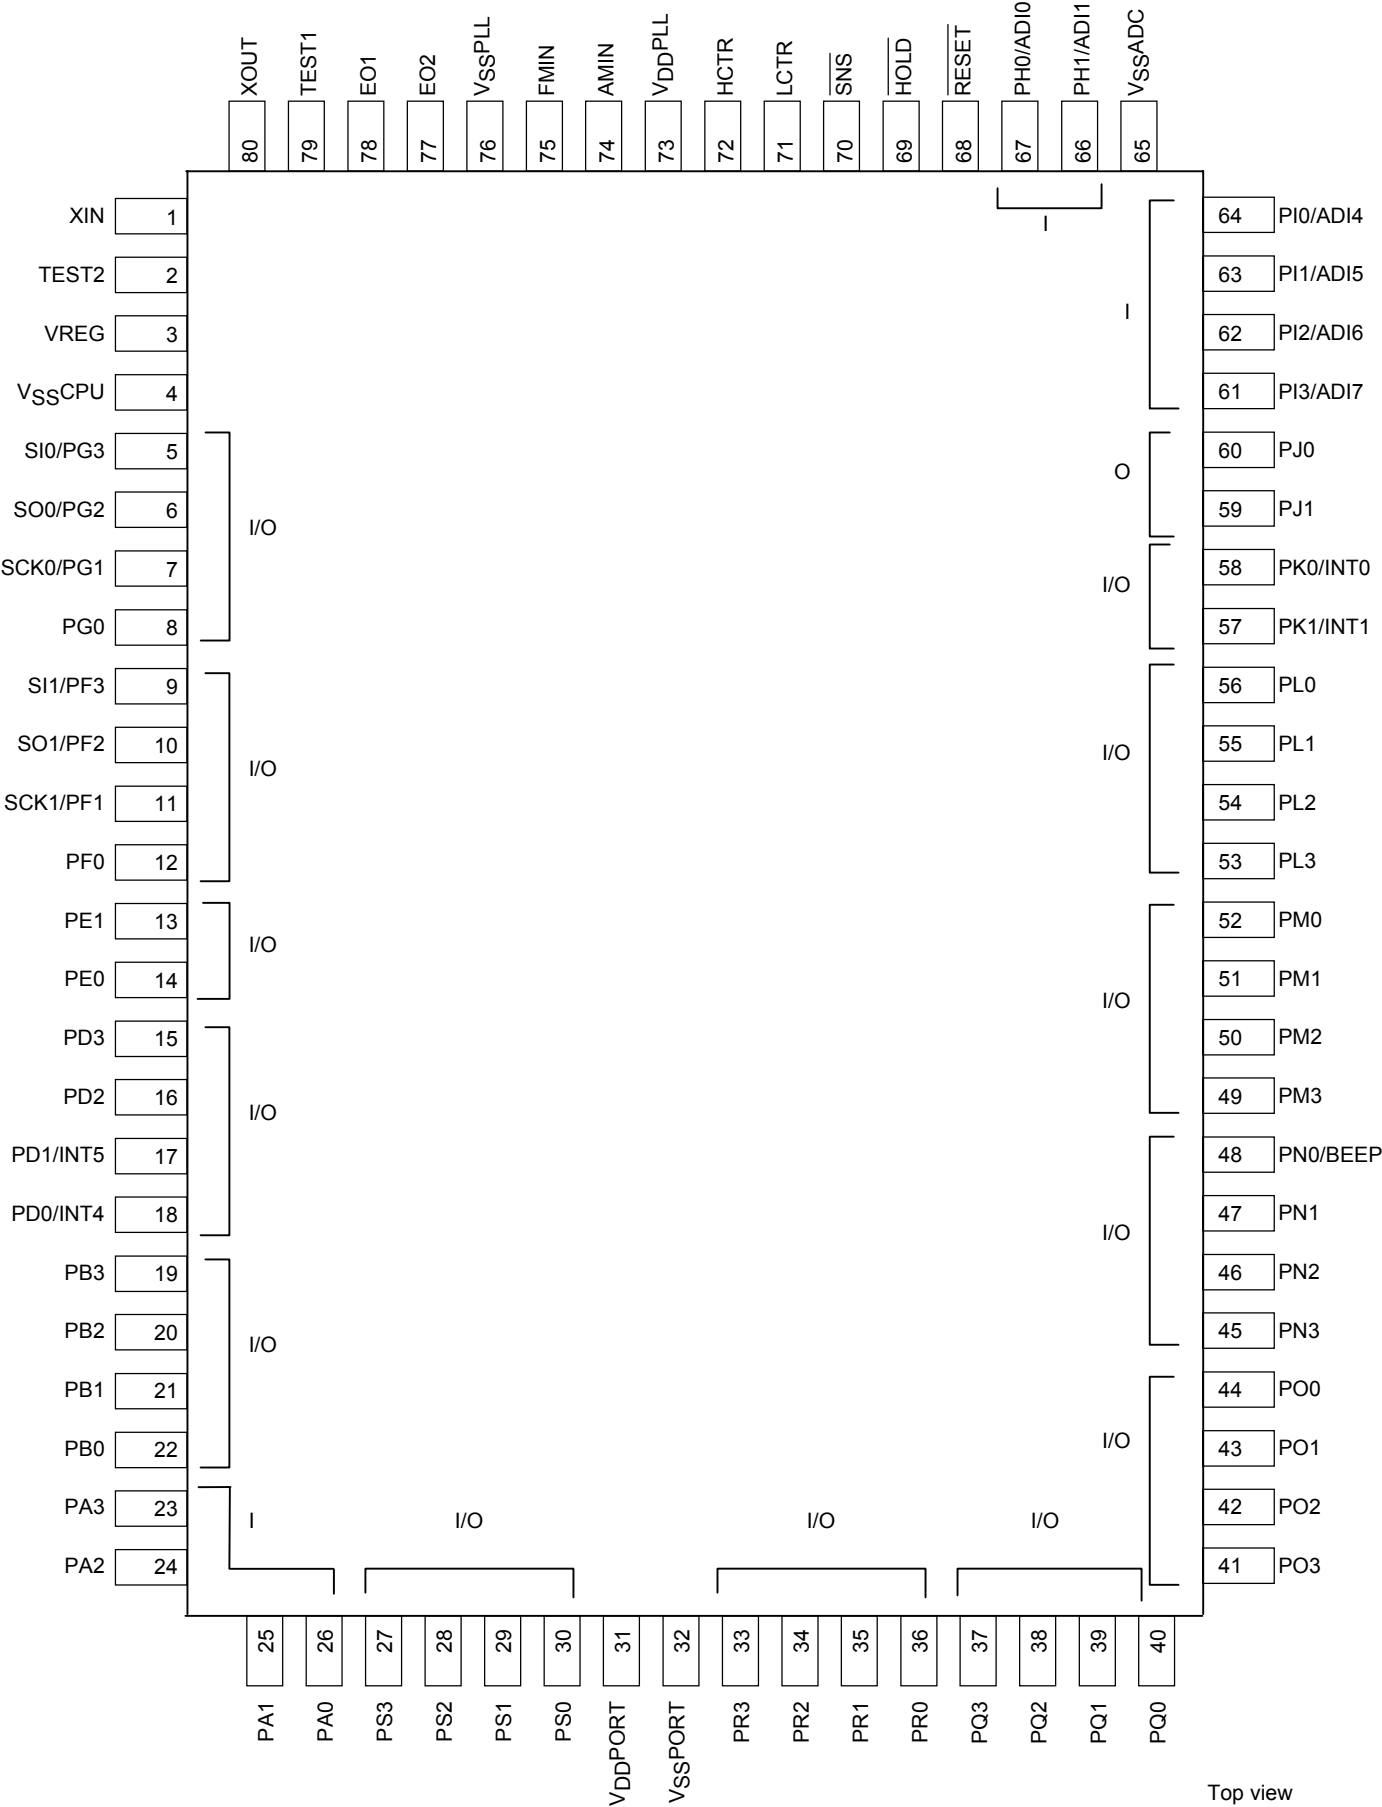 XOUT TEST1 EO1 EO2 VSSPLL FMIN AMIN VDDPLL HCTR LCTR SNS HOLD RESET PH0/ADI0 PH1/ADI1 VSSADC
80 79 78 77 76 75 74 73 72 71 70 69 68 67 66 65
I
XIN 1
TEST2 2
VREG 3
VSSCPU 4
SI0/PG3 5
SO0/PG2 6
SCK0/PG1 7
PG0 8
I/O
SI1/PF3 9
SO1/PF2 10
SCK1/PF1 11
PF0 12
I/O
PE1 13
PE0 14
I/O
PD3 15
PD2 16
PD1/INT5 17
PD0/INT4 18
I/O
PB3 19
PB2 20
PB1 21
PB0 22
I/O
PA3 23
PA2 24
I
I/O
I/O
I/O
64 PI0/ADI4
63 PI1/ADI5
62 PI2/ADI6
61 PI3/ADI7
I
60 PJ0
59 PJ1
O
58 PK0/INT0
57 PK1/INT1
I/O
56 PL0
55 PL1
54 PL2
53 PL3
I/O
52 PM0
51 PM1
50 PM2
49 PM3
I/O
48 PN0/BEEP
47 PN1
46 PN2
45 PN3
I/O
44 PO0
43 PO1
42 PO2
41 PO3
I/O
25 26 27 28 29 30 31 32 33 34 35 36 37 38 39 40
PA1 PA0 PS3 PS2 PS1 PS0 VDDPORT VSSPORT PR3 PR2 PR1 PR0 PQ3 PQ2 PQ1 PQ0
Top view